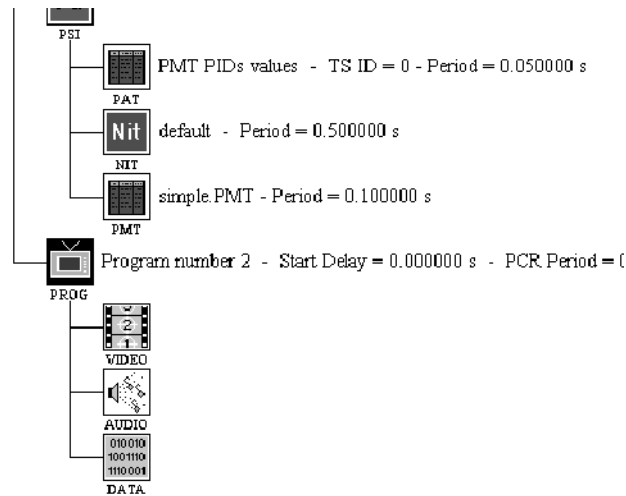 PSI
PMT PIDs values - TS ID = 0 - Period = 0.050000 s
PAT
Nit
default - Period = 0.500000 s
NIT
simple.PMT - Period = 0.100000 s
PMT
Program number 2 - Start Delay = 0.000000 s - PCR Period =
PROG
2
1
VIDEO
AUDIO
010010
1001110
1110001
DATA